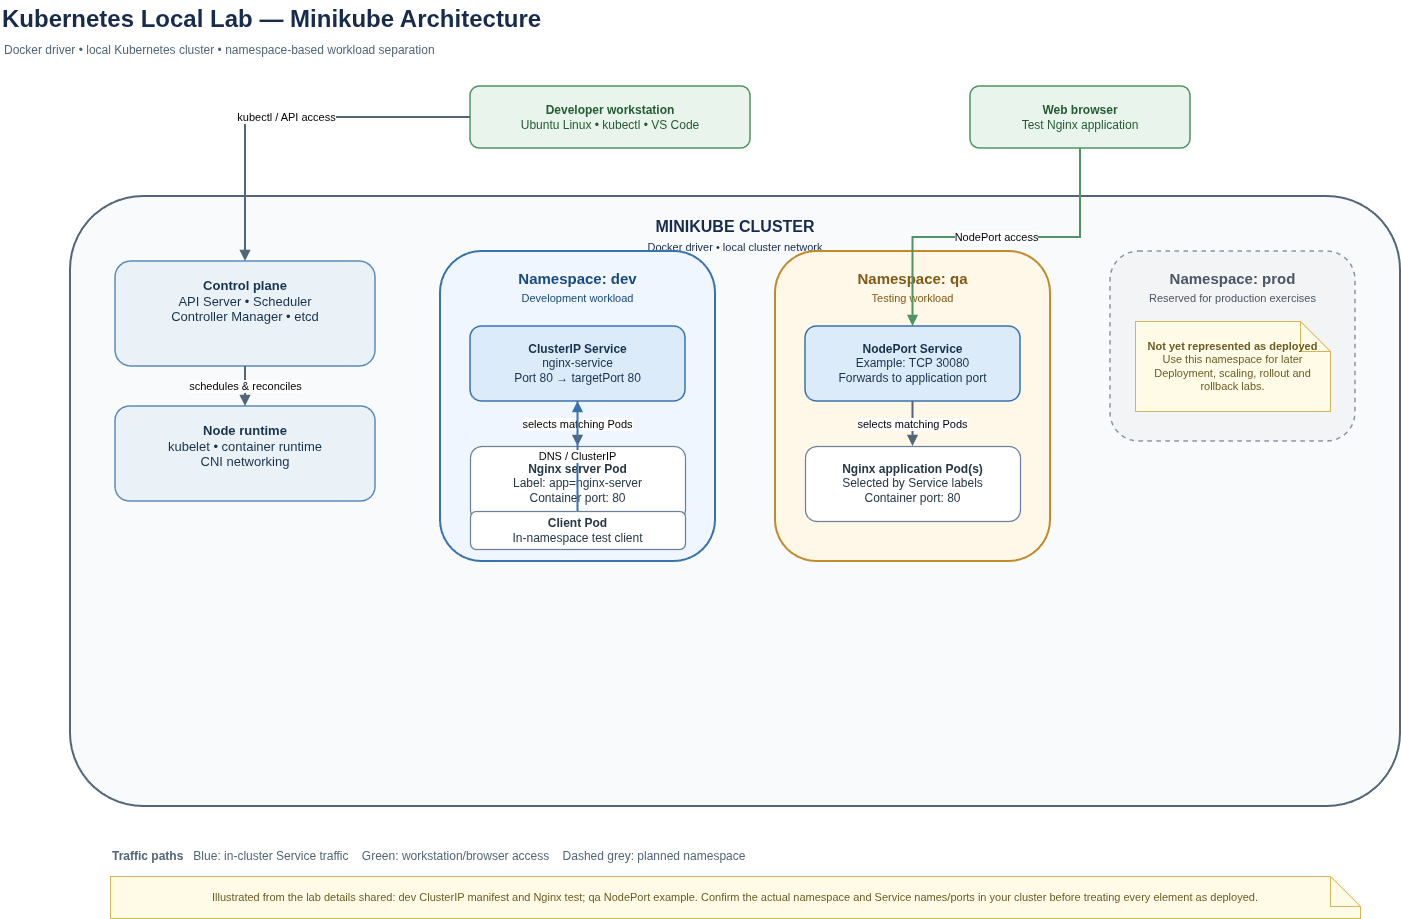 Kubernetes Local Lab — Minikube Architecture
Docker driver • local Kubernetes cluster • namespace-based workload separation
Developer workstation
Ubuntu Linux • kubectl • VS Code
Web browser
Test Nginx application
kubectl / API access
MINIKUBE CLUSTER
Docker driver • local cluster network
NodePort access
Control plane
API Server • Scheduler
Controller Manager • etcd
schedules & reconciles
Node runtime
kubelet • container runtime
CNI networking
Namespace: dev
Development workload
ClusterIP Service
nginx-service
Port 80 → targetPort 80
selects matching Pods
DNS / ClusterIP
Nginx server Pod
Label: app=nginx-server
Container port: 80
Client Pod
In-namespace test client
Namespace: qa
Testing workload
NodePort Service
Example: TCP 30080
Forwards to application port
selects matching Pods
Nginx application Pod(s)
Selected by Service labels
Container port: 80
Namespace: prod
Reserved for production exercises
Not yet represented as deployed
Use this namespace for later
Deployment, scaling, rollout and
rollback labs.
Traffic paths Blue: in-cluster Service traffic Green: workstation/browser access Dashed grey: planned namespace
Illustrated from the lab details shared: dev ClusterIP manifest and Nginx test; qa NodePort example. Confirm the actual namespace and Service names/ports in your cluster before treating every element as deployed.